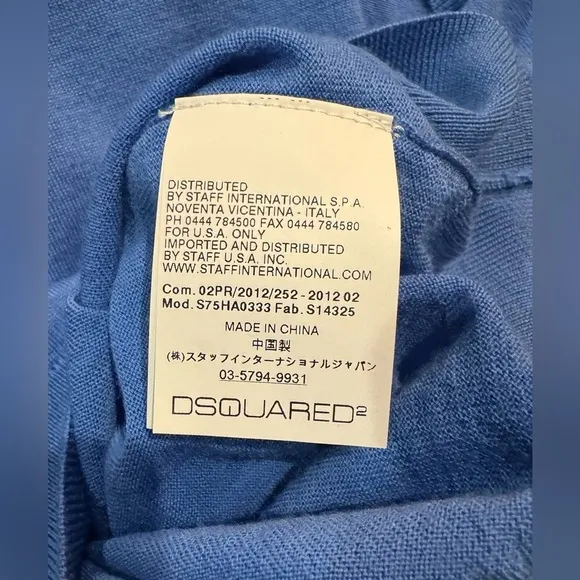 DISTRIBUTED
BY STAFF INTERNATIONAL S.P.A.
NOVENTA VICENTINA - ITALY
PH 0444 784500 FAX 0444 784580
FOR U.S.A. ONLY
IMPORTED AND DISTRIBUTED
BY STAFF U.S.A, INC.
WWW.STAFFINTERNATIONAL.COM
Com. 02PR/2012/252 - 2012 02
Mod. S75HA0333 Fab. S14325
MADE IN CHINA
中国製
(株)スタッフインターナショナルジャパン
03-5794-9931
DSQUARED²